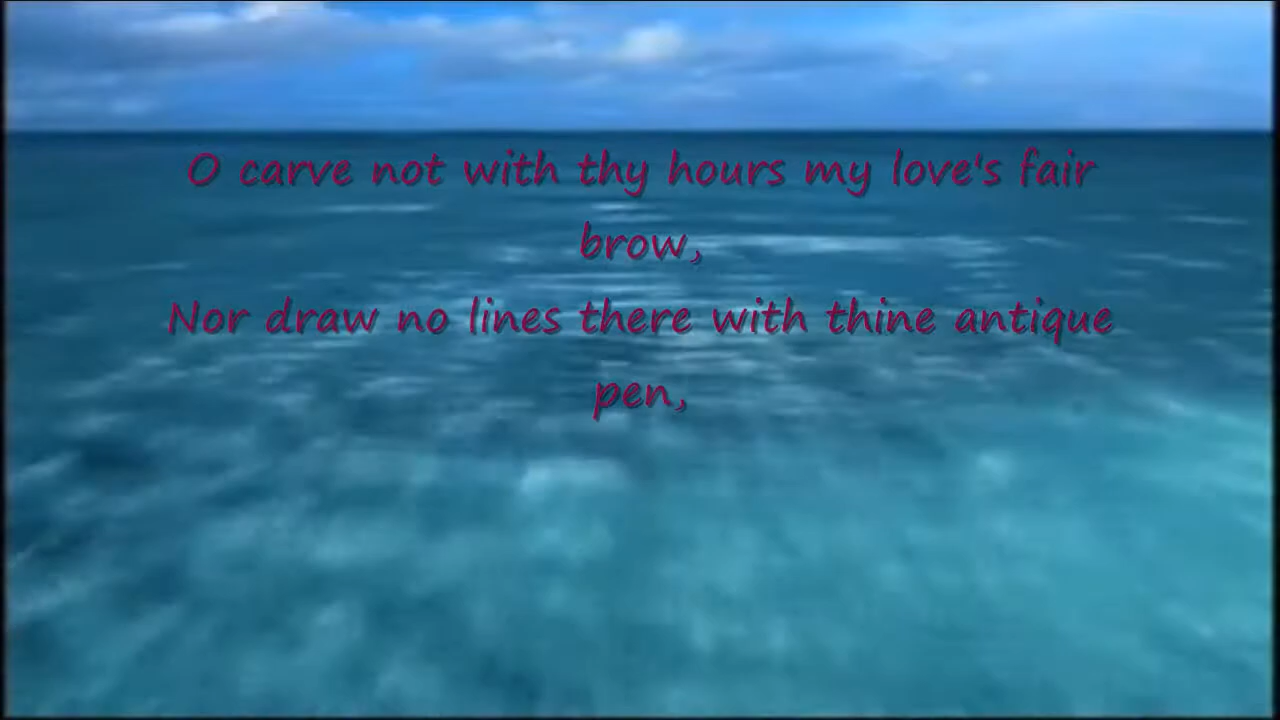 O carve not with thy hours my love's fair
brow,
Nor draw no lines there with thine antique
pen,